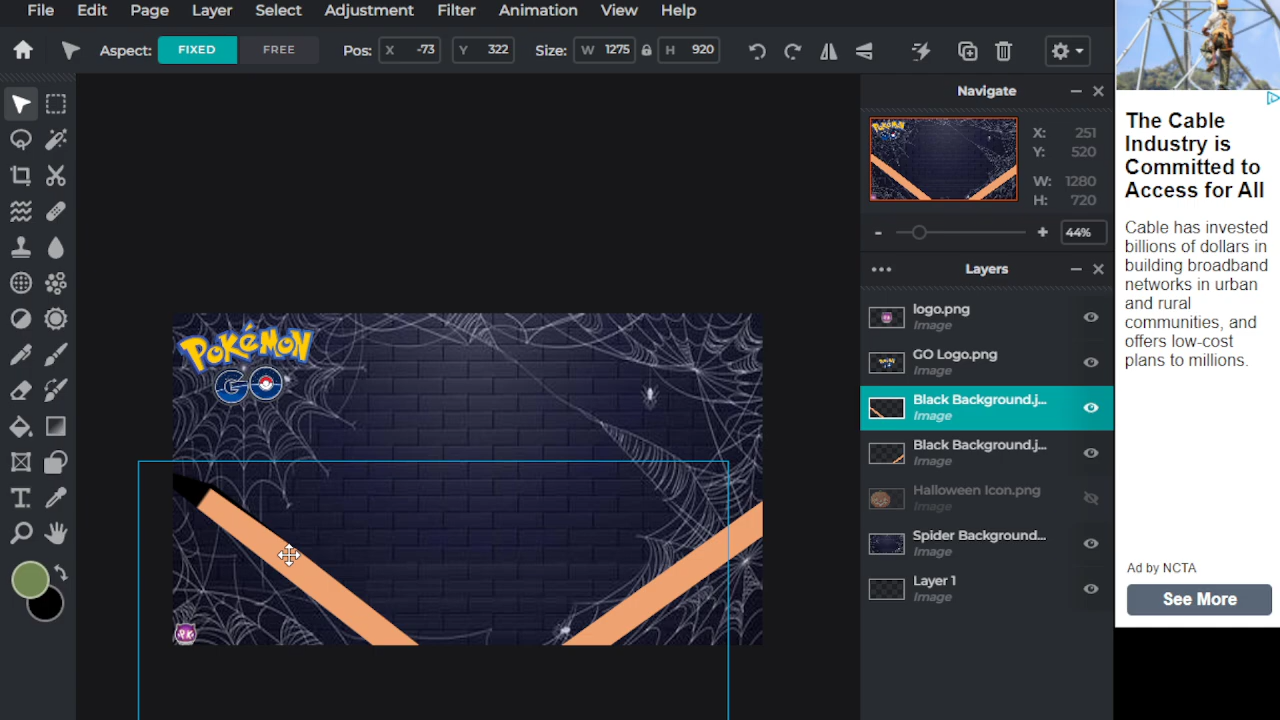 File Edit Page Layer Select Adjustment Filter Animation View Help
Aspect: FIXED FREE Pos: X -73 Y 322 Size: W 1275 H 920
Navigate
X: 251
Y: 520
W: 1280
H: 720
- + 44%
Layers
logo.png
Image
GO Logo.png
Image
Black Background.j...
Image
Black Background.j...
Image
Halloween Icon.png
Image
Spider Background...
Image
Layer 1
Image
POKéMON
GO
PK
T
The Cable
Industry is
Committed to
Access for All
Cable has invested
billions of dollars in
building broadband
networks in urban
and rural
communities, and
offers low-cost
plans to millions.
Ad by NCTA
See More